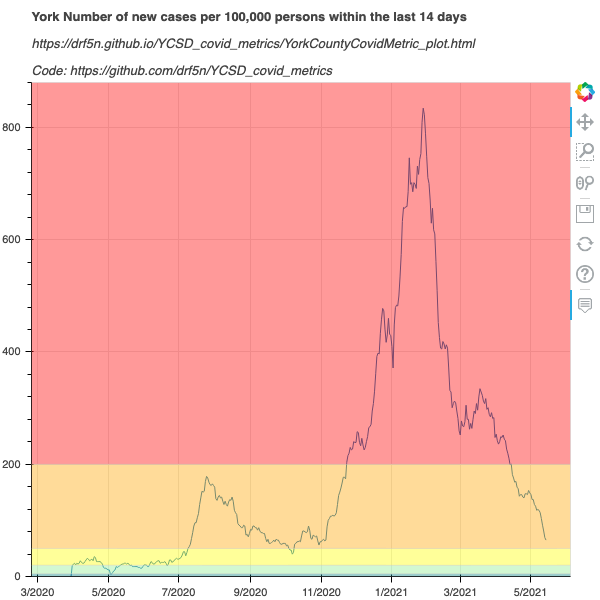 York Number of new cases per 100,000 persons within the last 14 days
https://drf5n.github.io/YCSD_covid_metrics/YorkCountyCovidMetric_plot.html
Code: https://github.com/drf5n/YCSD_covid_metrics
800
600
400
200
0
3/2020 5/2020 7/2020 9/2020 11/2020 1/2021 3/2021 5/2021